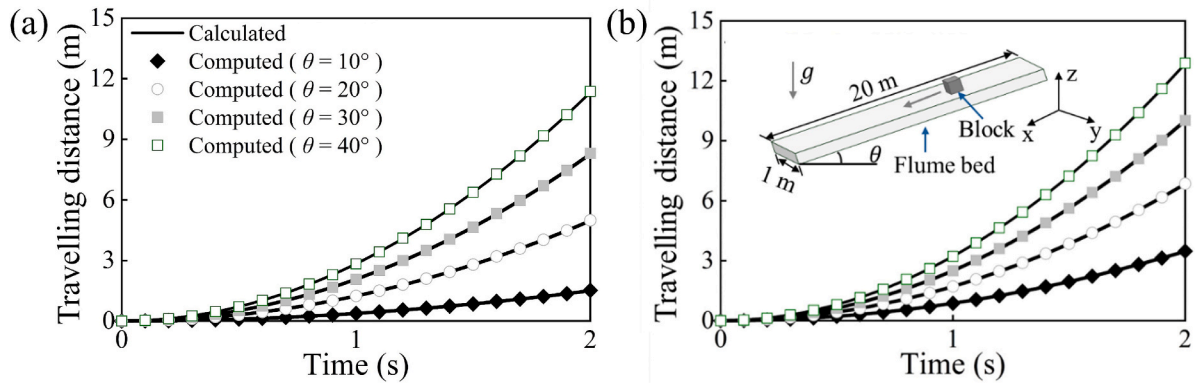 (a)
Travelling distance (m)
15
12
9
6
3
0
Calculated
Computed ( θ = 10° )
Computed ( θ = 20° )
Computed ( θ = 30° )
Computed ( θ = 40° )
0 1 2
Time (s)
(b)
Travelling distance (m)
15
12
9
6
3
0
g
20 m
Block
Flume bed
1 m
θ
x
y
z
0 1 2
Time (s)